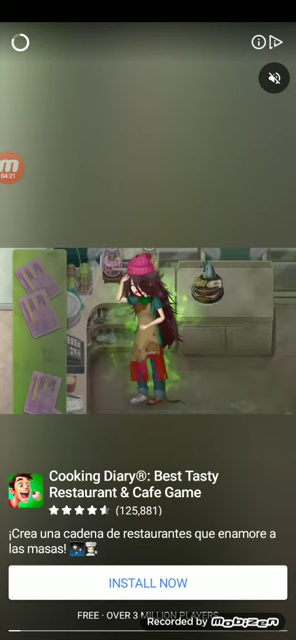 04:21
Cooking Diary®: Best Tasty
Restaurant & Cafe Game
(125,881)
¡Crea una cadena de restaurantes que enamore a
las masas!
INSTALL NOW
FREE · OVER 3 MILLION PLAYERS
Recorded by mobizen